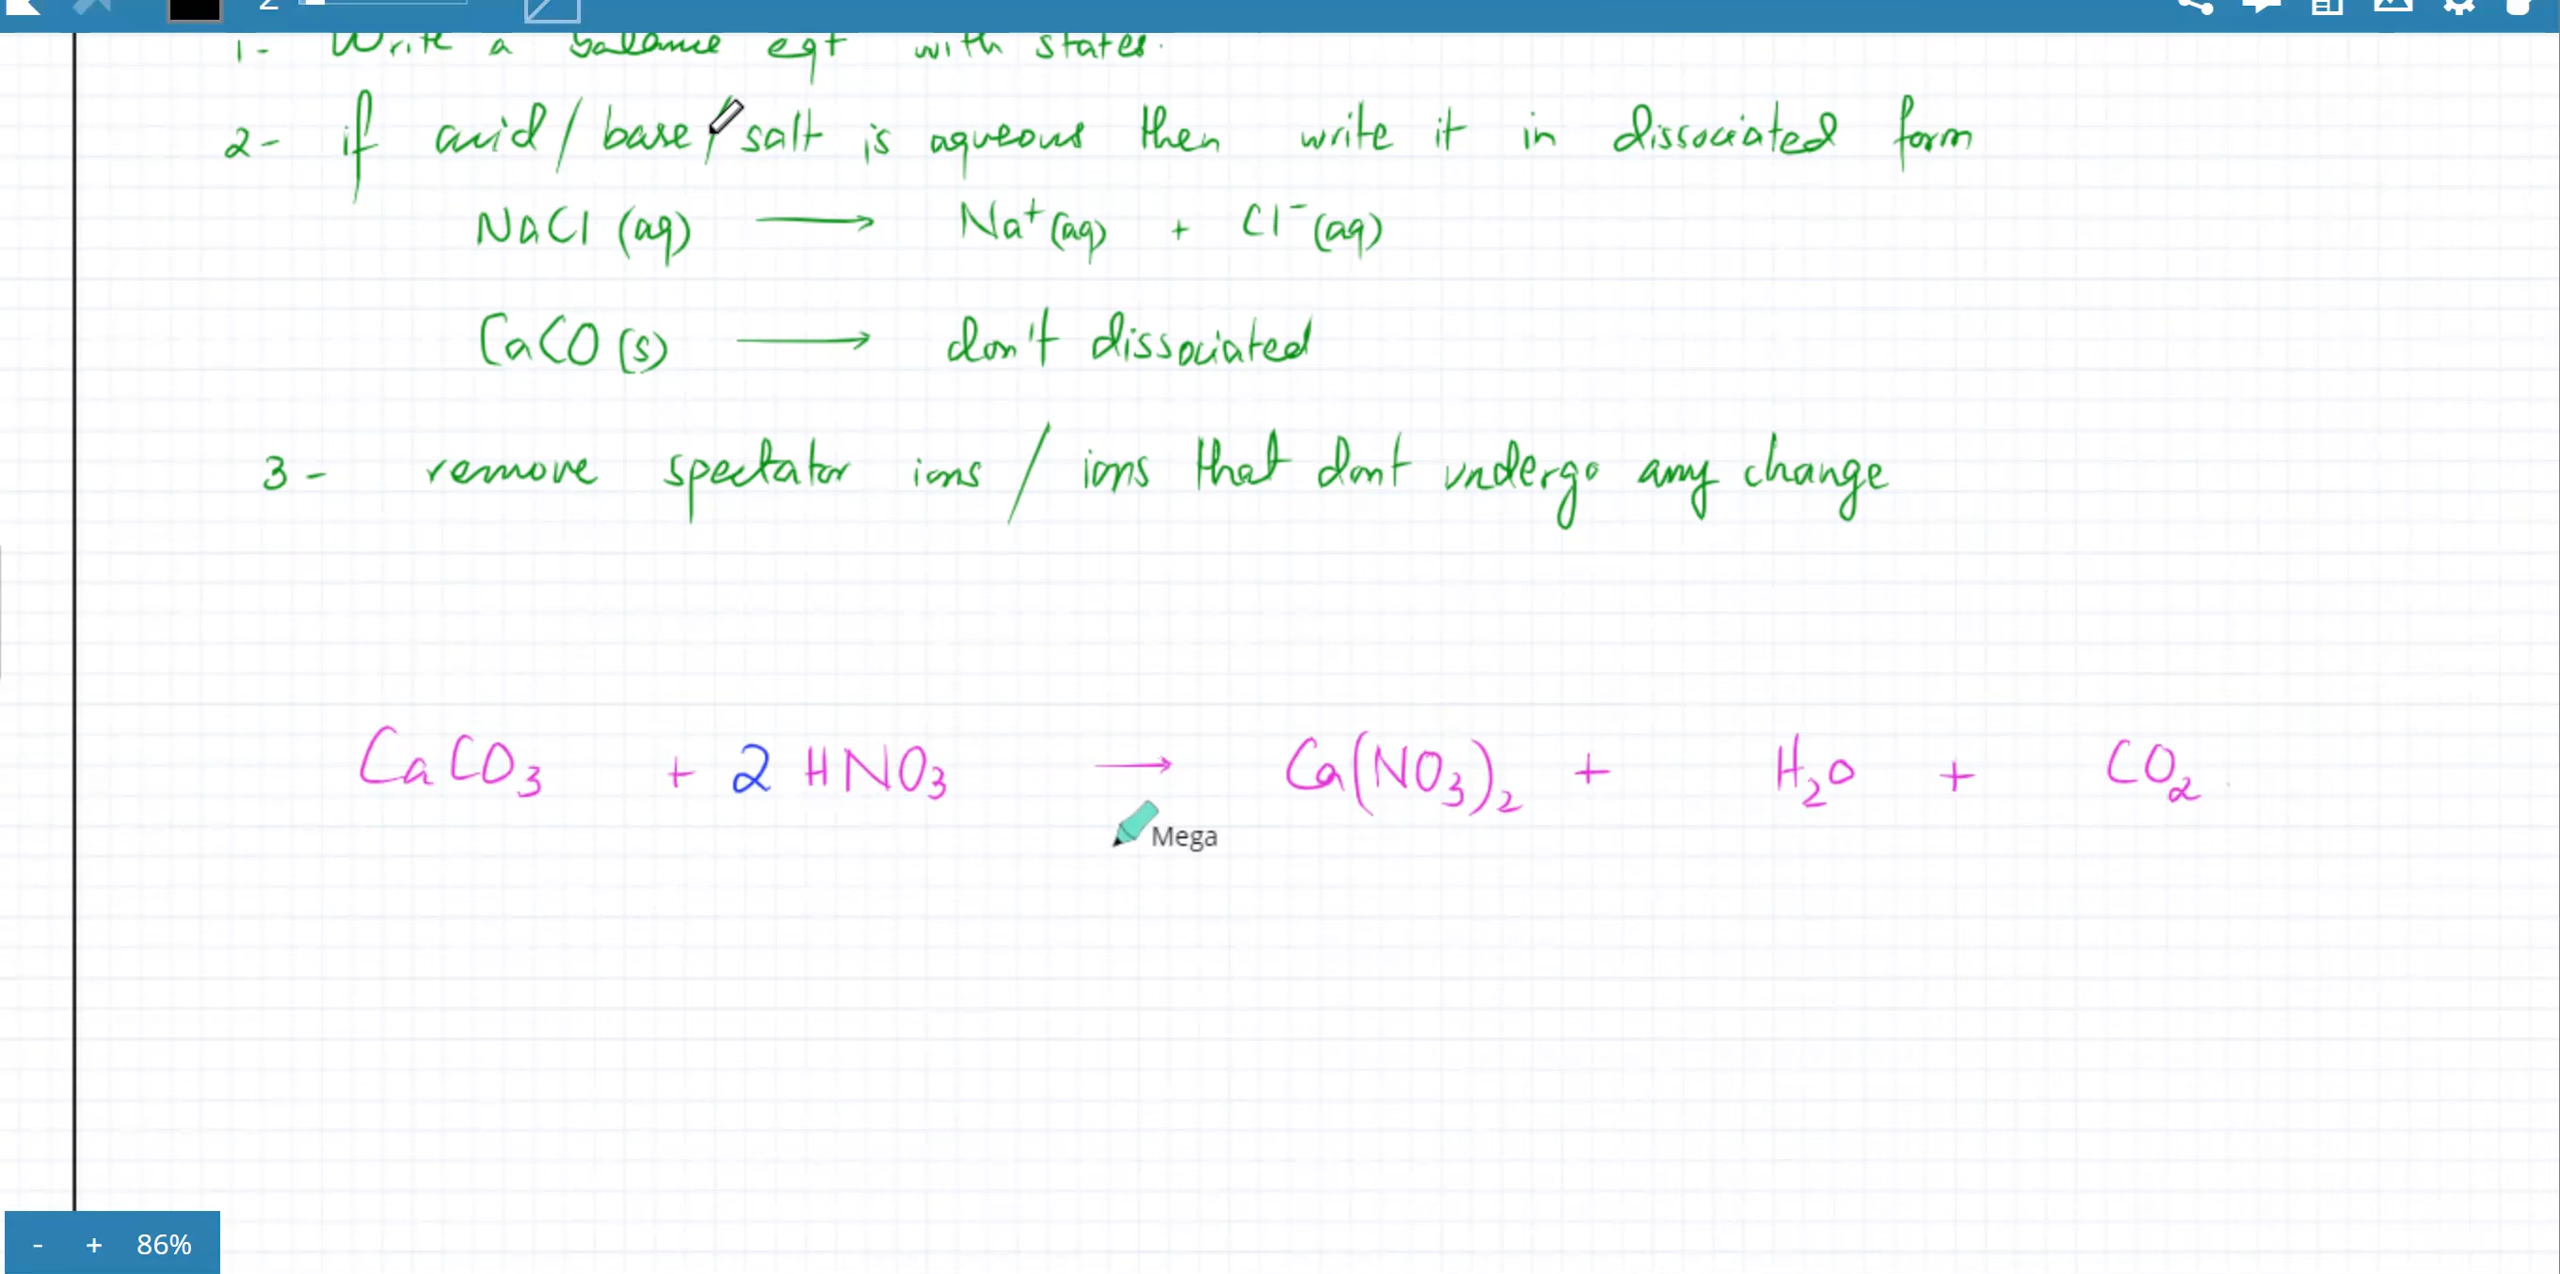 2
1- Write a balance eqt with states.
2- if acid / base / salt is aqueous then write it in dissociated form
NaCl (aq) ⟶ Na⁺(aq) + Cl⁻(aq)
CaCO (s) ⟶ don't dissociated
3- remove spectator ions / ions that dont undergo any change
CaCO₃ + 2 HNO₃ ⟶ Ca(NO₃)₂ + H₂O + CO₂
Mega
- + 86%